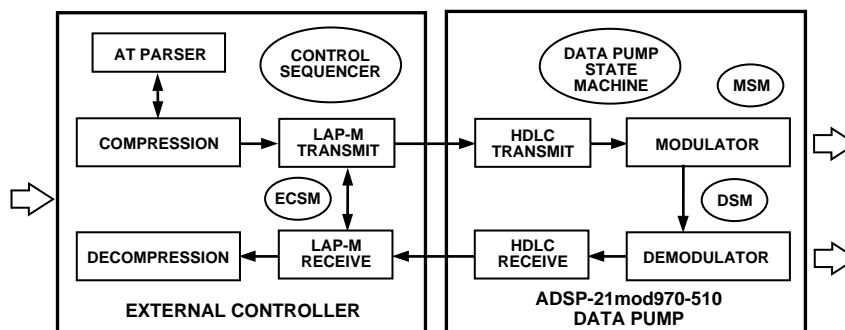 AT PARSER
CONTROL
SEQUENCER
DATA PUMP
STATE
MACHINE
MSM
COMPRESSION
LAP-M
TRANSMIT
HDLC
TRANSMIT
MODULATOR
ECSM
DSM
DECOMPRESSION
LAP-M
RECEIVE
HDLC
RECEIVE
DEMODULATOR
EXTERNAL CONTROLLER
ADSP-21mod970-510
DATA PUMP